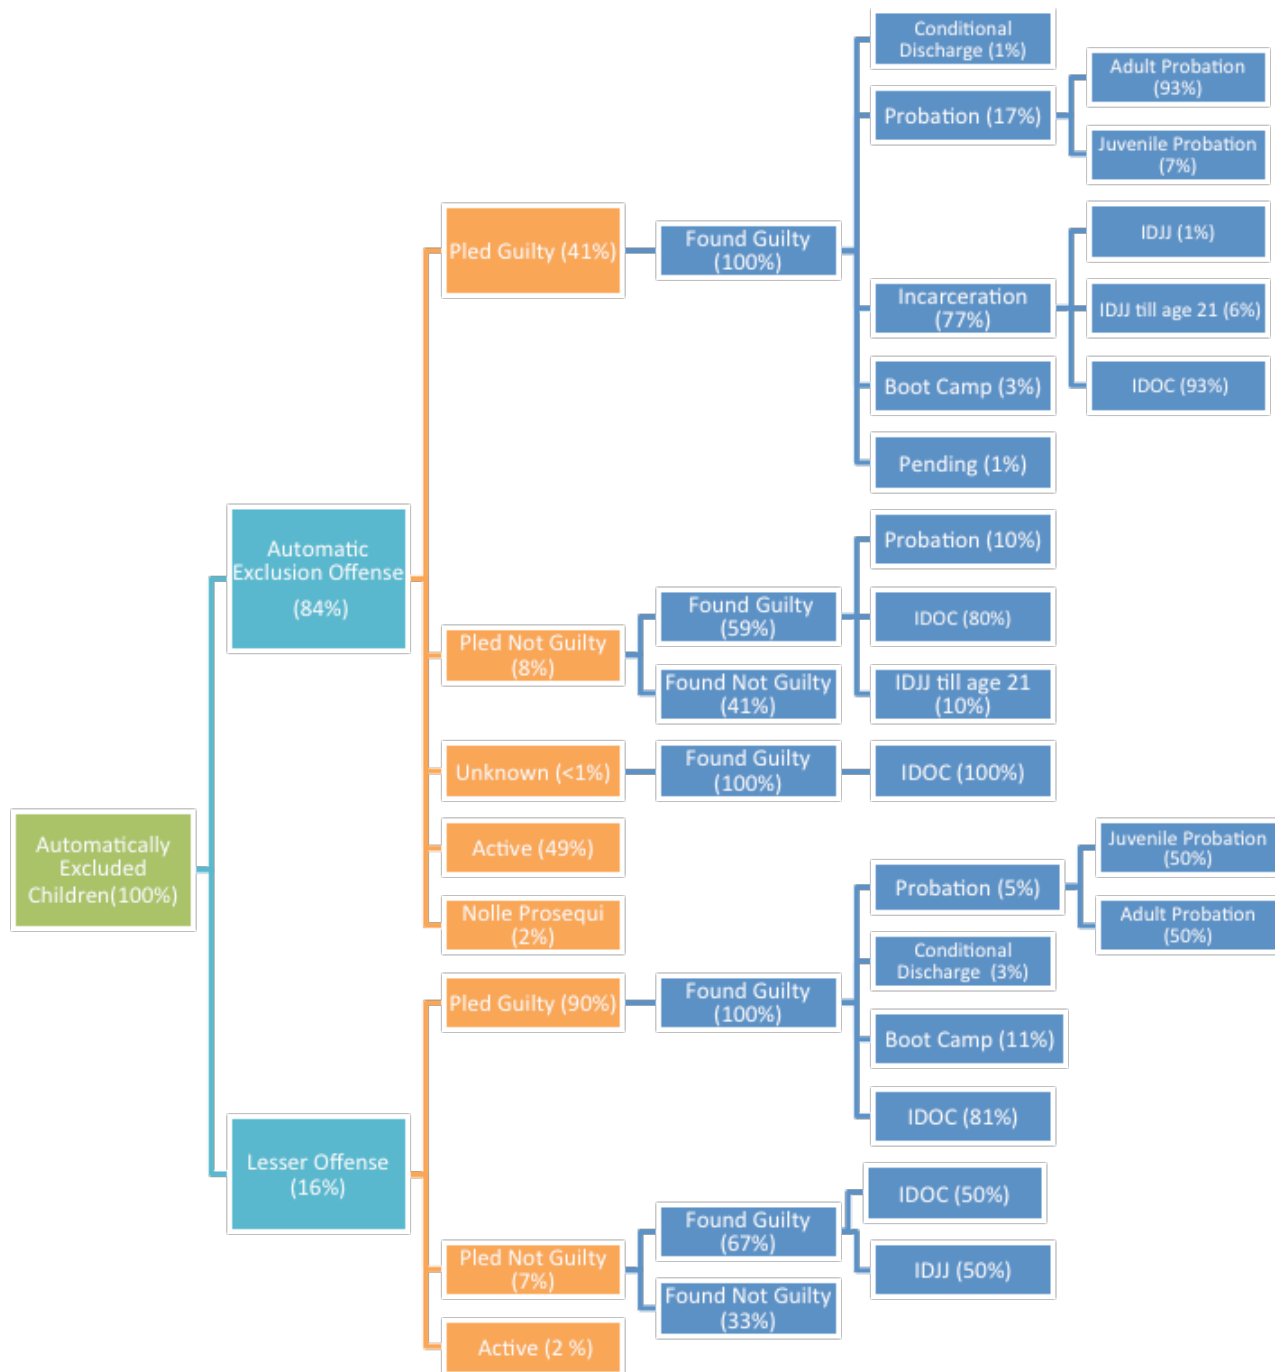 Automatically
Excluded
Children(100%)
Automatic
Exclusion Offense
(84%)
Pled Guilty (41%)
Found Guilty
(100%)
Conditional
Discharge (1%)
Probation (17%)
Adult Probation
(93%)
Juvenile Probation
(7%)
Incarceration
(77%)
IDJJ (1%)
IDJJ till age 21 (6%)
IDOC (93%)
Boot Camp (3%)
Pending (1%)
Pled Not Guilty
(8%)
Found Guilty
(59%)
Probation (10%)
IDOC (80%)
IDJJ till age 21
(10%)
Found Not Guilty
(41%)
Unknown (<1%)
Found Guilty
(100%)
IDOC (100%)
Active (49%)
Nolle Prosequi
(2%)
Lesser Offense
(16%)
Pled Guilty (90%)
Found Guilty
(100%)
Probation (5%)
Juvenile Probation
(50%)
Adult Probation
(50%)
Conditional
Discharge (3%)
Boot Camp (11%)
IDOC (81%)
Pled Not Guilty
(7%)
Found Guilty
(67%)
IDOC (50%)
IDJJ (50%)
Found Not Guilty
(33%)
Active (2 %)